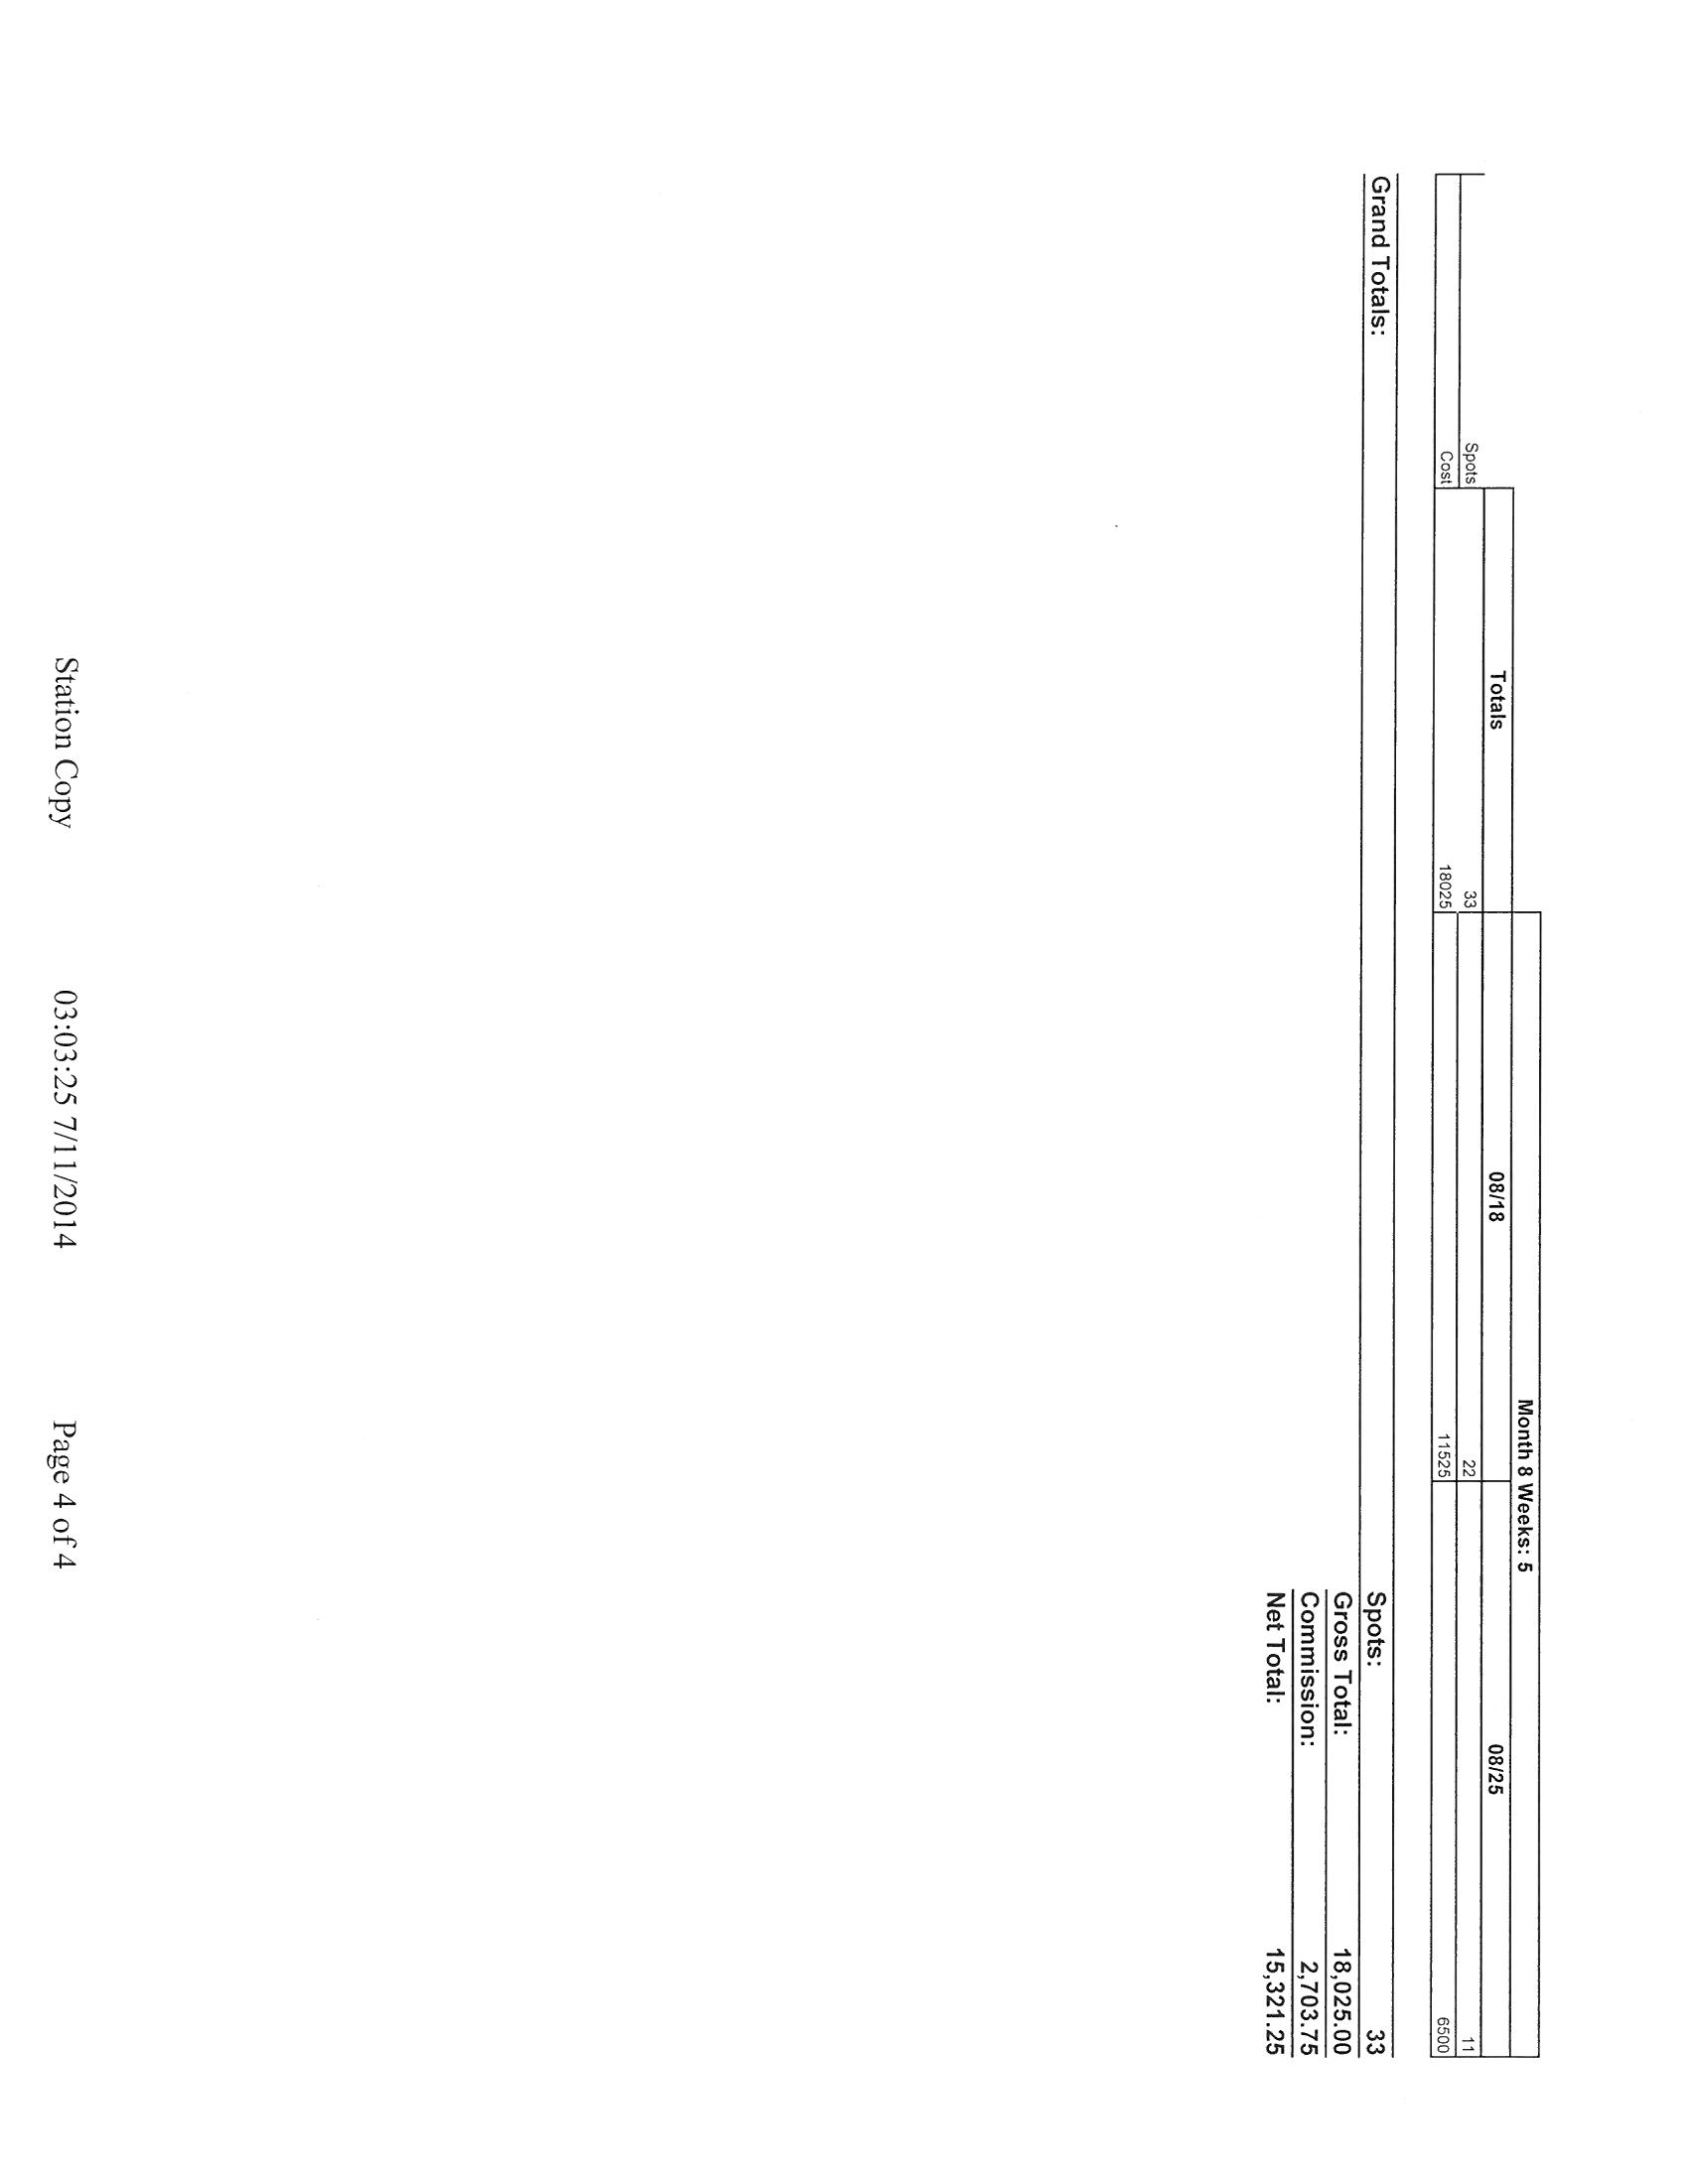 Month 8 Weeks: 5
Totals 08/18 08/25
Spots 33 22 11
Cost 18025 11525 6500
Grand Totals: Spots: 33
Gross Total: 18,025.00
Commission: 2,703.75
Net Total: 15,321.25
Station Copy 03:03:25 7/11/2014 Page 4 of 4